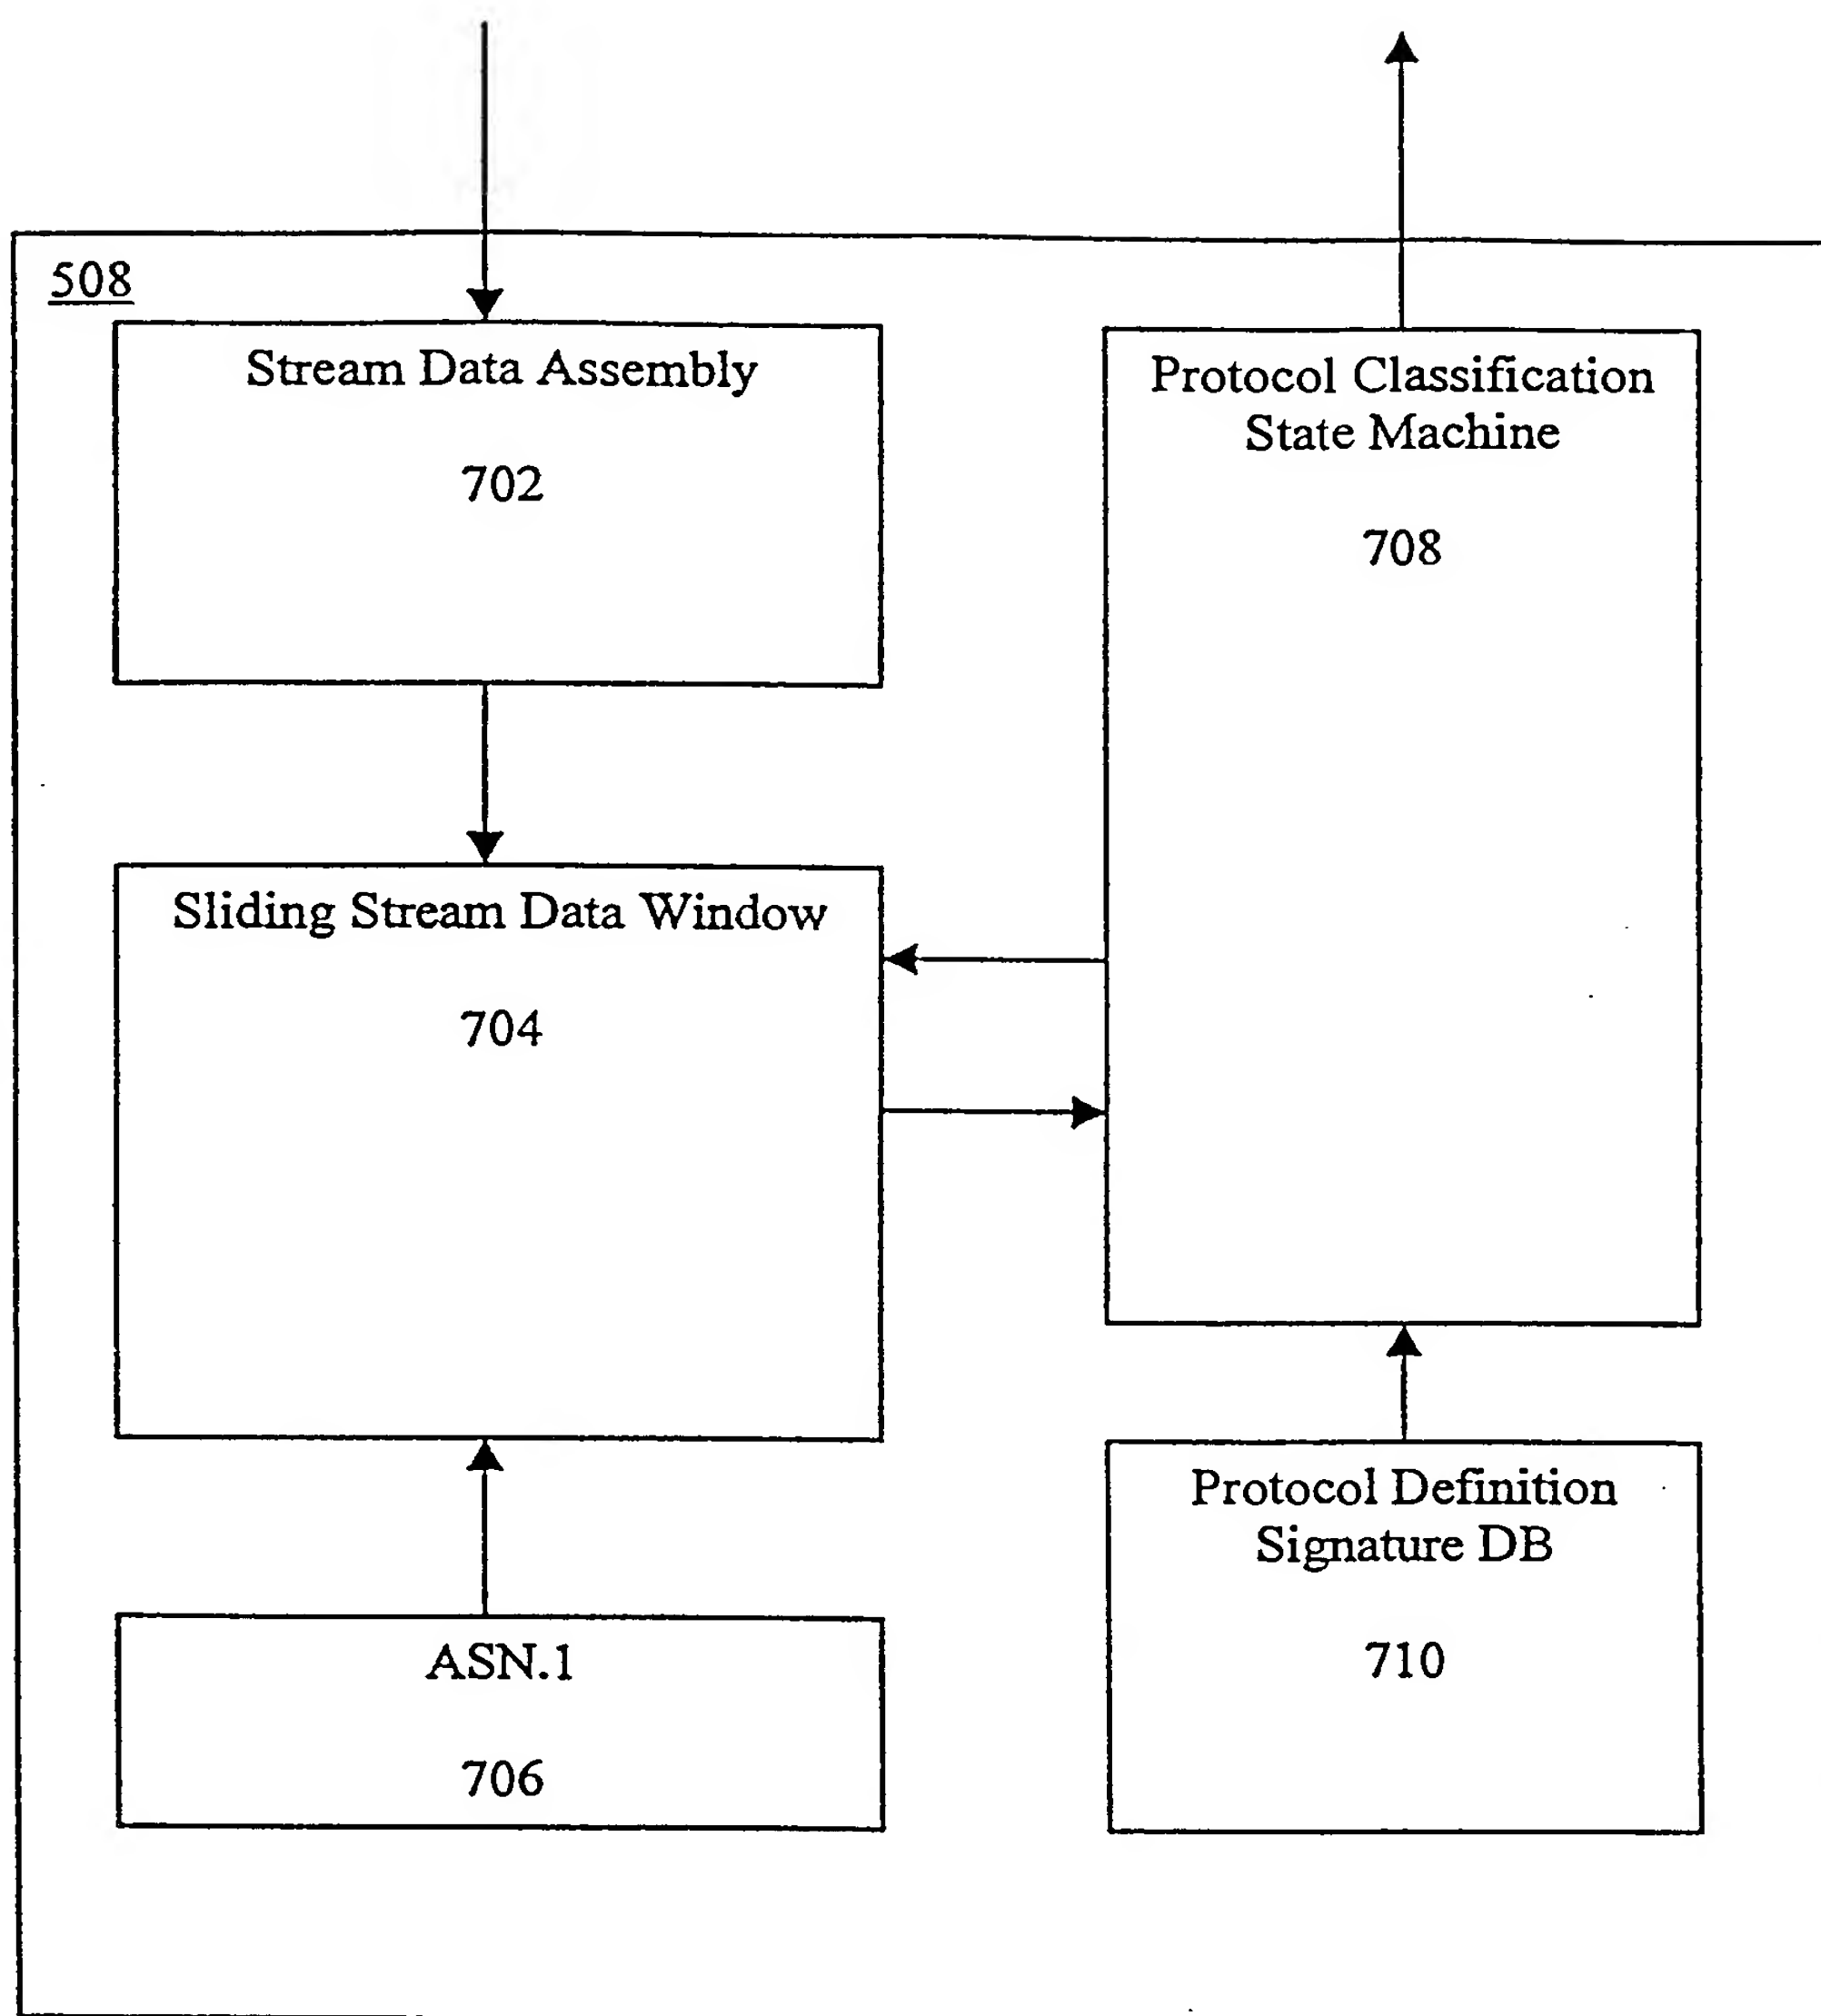 508
Stream Data Assembly
702
Protocol Classification
State Machine
708
Sliding Stream Data Window
704
Protocol Definition
Signature DB
710
ASN.1
706